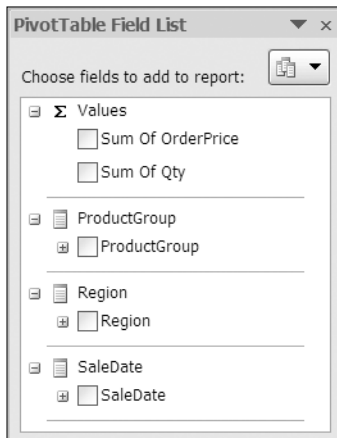 PivotTable Field List
Choose fields to add to report:
Σ Values
Sum Of OrderPrice
Sum Of Qty
ProductGroup
ProductGroup
Region
Region
SaleDate
SaleDate